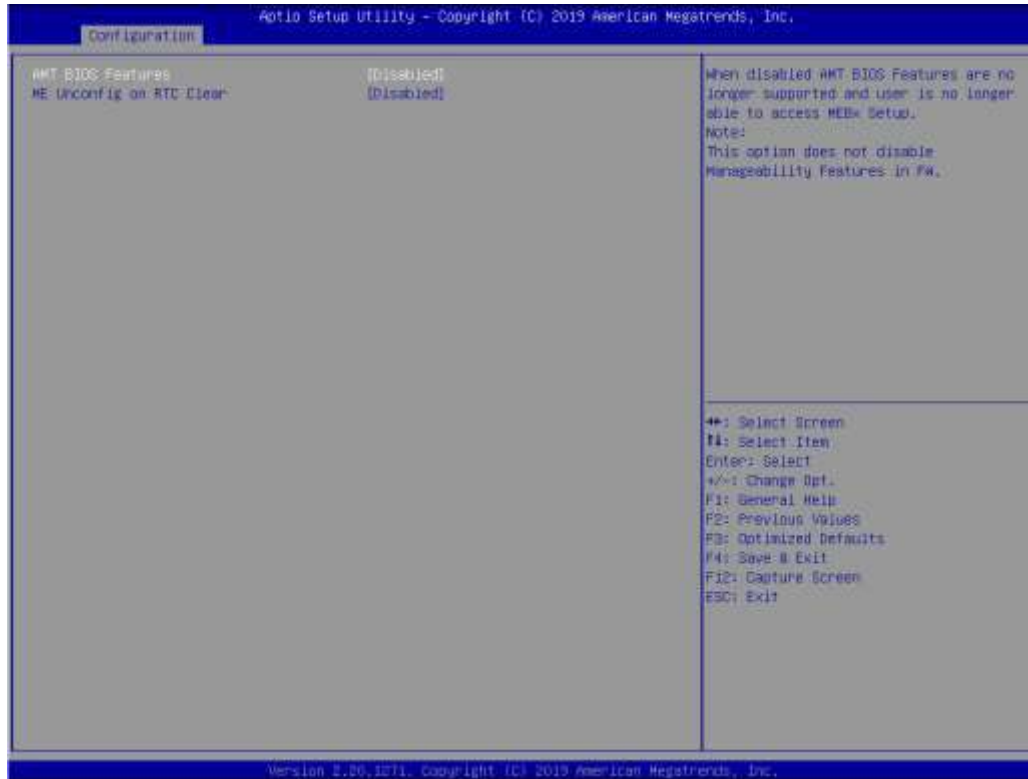 Aptio Setup Utility - Copyright (C) 2019 American Megatrends, Inc.
Configuration
AMT BIOS Features [Disabled]
ME Unconfig on RTC Clear [Disabled]
When disabled AMT BIOS Features are no
longer supported and user is no longer
able to access MEBx Setup.
Note:
This option does not disable
Manageability Features in FW.
→←: Select Screen
↑↓: Select Item
Enter: Select
+/-: Change Opt.
F1: General Help
F2: Previous Values
F3: Optimized Defaults
F4: Save & Exit
F12: Capture Screen
ESC: Exit
Version 2.20.1271. Copyright (C) 2019 American Megatrends, Inc.